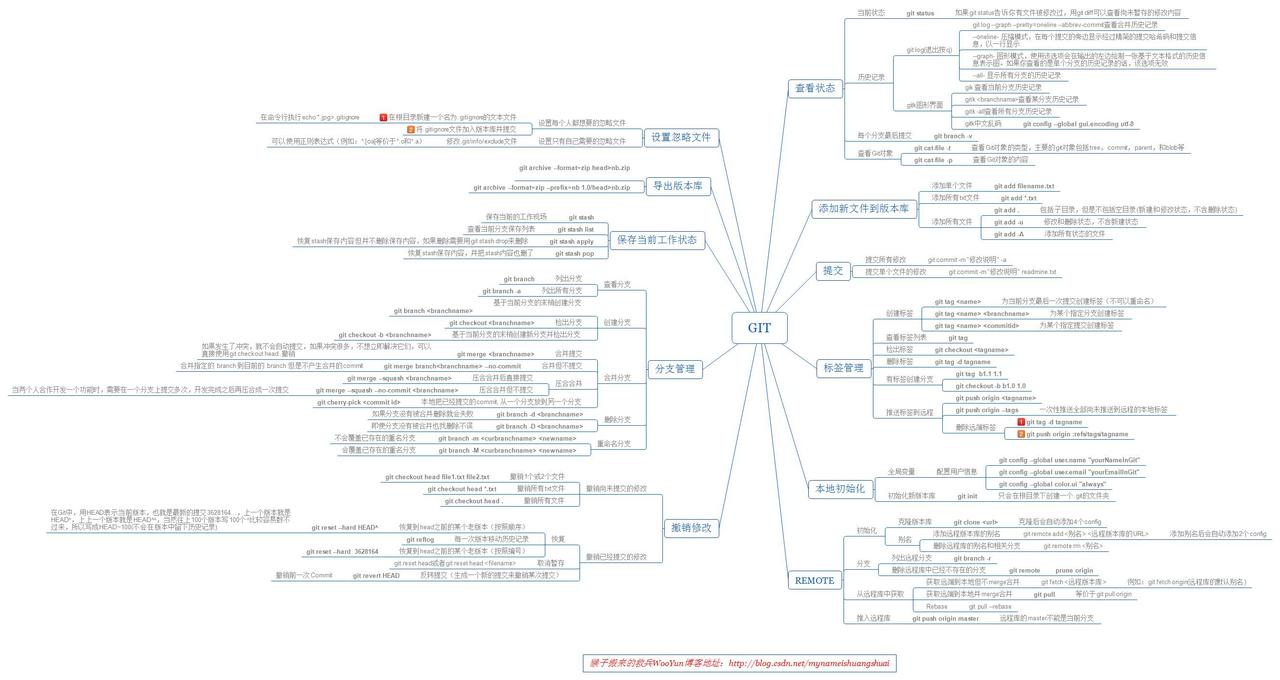 GIT
查看状态
当前状态 git status 如果git status告诉你有文件被修改过，用git diff可以查看尚未暂存的修改内容
历史记录
git log(退出按q)
git log --graph --pretty=oneline --abbrev-commit查看合并历史记录
--oneline- 压缩模式，在每个提交的旁边显示经过精简的提交哈希码和提交信
息，以一行显示
--graph- 图形模式，使用该选项会在输出的左边绘制一张基于文本格式的历史信
息表示图。如果你查看的是单个分支的历史记录的话，该选项无效
--all- 显示所有分支的历史记录
gitk图形界面
gitk 查看当前分支历史记录
gitk <branchname>查看某分支历史记录
gitk --all查看所有分支历史记录
gitk中文乱码 git config --global gui.encoding utf-8
每个分支最后提交 git branch -v
查看Git对象
git cat-file -t 查看Git对象的类型，主要的git对象包括tree，commit，parent，和blob等
git cat-file -p 查看Git对象的内容
添加新文件到版本库
添加单个文件 git add filename.txt
添加所有txt文件 git add *.txt
添加所有文件
git add . 包括子目录，但是不包括空目录(新建和修改状态，不含删除状态)
git add -u 修改和删除状态，不含新建状态
git add -A 添加所有状态的文件
提交
提交所有修改 git commit -m "修改说明" -a
提交单个文件的修改 git commit -m "修改说明" readmine.txt
标签管理
创建标签
git tag <name> 为当前分支最后一次提交创建标签（不可以重命名）
git tag <name> <branchname> 为某个指定分支创建标签
git tag <name> <commitid> 为某个指定提交创建标签
查看标签列表 git tag
检出标签 git checkout <tagname>
删除标签 git tag -d tagname
有标签创建分支
git tag b1.1 1.1
git checkout -b b1.0 1.0
推送标签到远程
git push origin <tagname>
git push origin --tags 一次性推送全部尚未推送到远程的本地标签
删除远端标签
1 git tag -d tagname
2 git push origin :refs/tags/tagname
本地初始化
全局变量 配置用户信息
git config --global user.name "yourNameInGit"
git config --global user.email "yourEmailInGit"
git config --global color.ui "always"
初始化新版本库 git init 只会在根目录下创建一个.git的文件夹
REMOTE
初始化
克隆版本库 git clone <url> 克隆后会自动添加4个config
别名
添加远程版本库的别名 git remote add <别名> <远程版本库的URL> 添加别名后会自动添加2个config
删除远程库的别名和相关分支 git remote rm <别名>
分支
列出远程分支 git branch -r
删除远程库中已经不存在的分支 git remote prune origin
从远程库中获取
获取远端到本地但不merge合并 git fetch <远程版本库> 例如：git fetch origin(远程库的默认别名)
获取远端到本地并merge合并 git pull 等价于git pull origin
Rebase git pull --rebase
推入远程库 git push origin master 远程库的master不能是当前分支
设置忽略文件
设置每个人都想要的忽略文件
1 在根目录新建一个名为 .gitignore的文本文件 在命令行执行echo *.jpg> .gitignore
2 将 .gitignore文件加入版本库并提交
设置只有自己需要的忽略文件 修改.git/info/exclude文件 可以使用正则表达式（例如：*.[oa]等价于*.o和*.a）
导出版本库
git archive --format=zip head>nb.zip
git archive --format=zip --prefix=nb 1.0/head>nb.zip
保存当前工作状态
保存当前的工作现场 git stash
查看当前分支保存列表 git stash list
恢复stash保存内容但并不删除保存内容，如果删除需要用git stash drop来删除 git stash apply
恢复stash保存内容，并把stash内容也删了 git stash pop
分支管理
查看分支
git branch 列出分支
git branch -a 列出所有分支
创建分支
基于当前分支的末梢创建分支
git branch <branchname>
git checkout <branchname> 检出分支
git checkout -b <branchname> 基于当前分支的末梢创建新分支并检出分支
合并分支
如果发生了冲突，就不会自动提交，如果冲突很多，不想立即解决它们，可以
直接使用git checkout head. 撤销
git merge <branchname> 合并提交
合并指定的 branch 到目前的 branch 但是不产生合并的commit git merge branch<branchname> --no-commit 合并但不提交
压合合并
git merge --squash <branchname> 压合合并后直接提交
当两个人合作开发一个功能时，需要在一个分支上提交多次，开发完成之后再压合成一次提交 git merge --squash --no-commit <branchname> 压合合并但不提交
git cherry-pick <commit id> 本地把已经提交的commit, 从一个分支放到另一个分支
删除分支
如果分支没有被合并删除就会失败 git branch -d <branchname>
即使分支没有被合并也找删除不误 git branch -D <branchname>
重命名分支
不会覆盖已存在的重名分支 git branch -m <curbranchname> <newname>
会覆盖已存在的重名分支 git branch -M <curbranchname> <newname>
撤销修改
撤销尚未提交的修改
git checkout head file1.txt file2.txt 撤销1个或2个文件
git checkout head *.txt 撤销所有txt文件
git checkout head . 撤销所有文件
撤销已经提交的修改
恢复
在Git中，用HEAD表示当前版本，也就是最新的提交3628164...，上一个版本就是
HEAD^，上上一个版本就是HEAD^^，当然往上100个版本写100个^比较容易数不
过来，所以写成HEAD~100(不会在版本中留下历史记录)
git reset --hard HEAD^ 恢复到head之前的某个老版本（按照顺序）
git reflog 每一次版本移动历史记录
git reset --hard 3628164 恢复到head之前的某个老版本（按照编号）
git reset head或者git reset head <filename> 取消暂存
撤销前一次 Commit git revert HEAD 反转提交（生成一个新的提交来撤销某次提交）
猴子搬来的救兵WooYun博客地址：http://blog.csdn.net/mynameishuangshuai